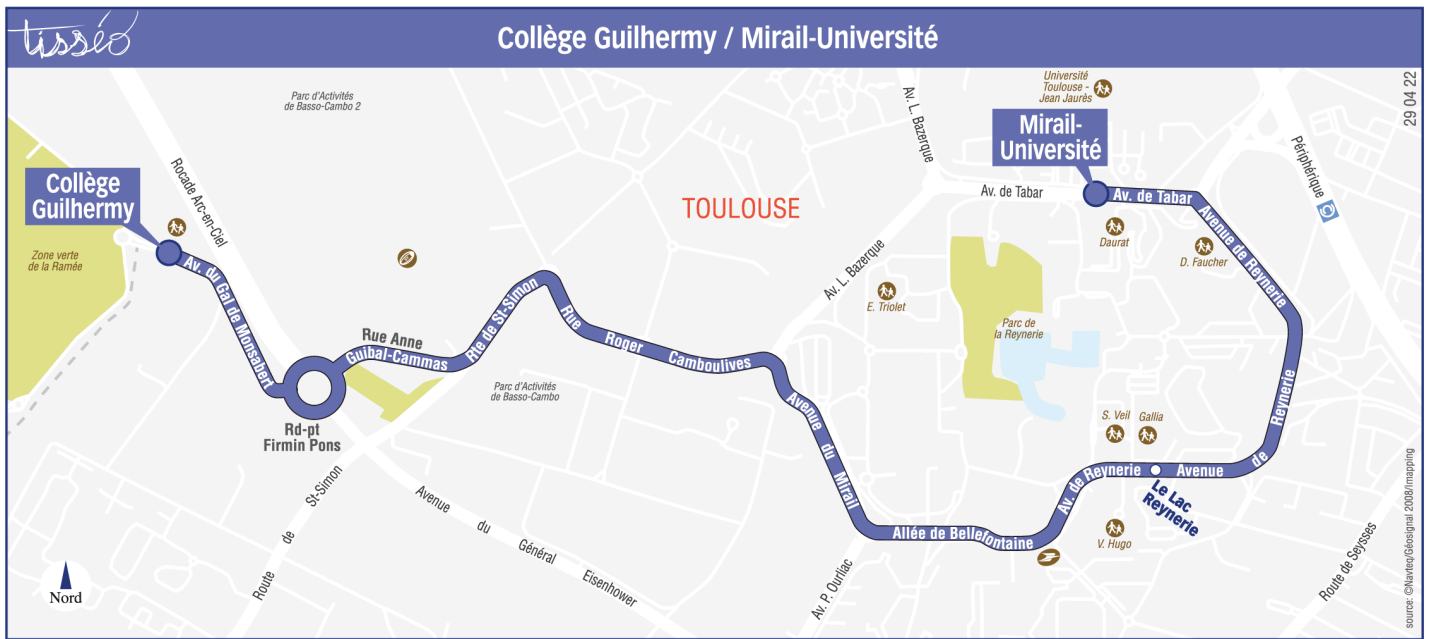 tisséo
Collège Guilhermy / Mirail-Université
29 04 22
Parc d'Activités
de Basso-Cambo 2
Université
Toulouse -
Jean Jaurès
Av. L. Bazerque
Mirail-
Université
Périphérique
Rocade Arc-en-Ciel
Collège
Guilhermy
Av. de Tabar
Av. de Tabar
TOULOUSE
Avenue de Reynerie
Daurat
D. Faucher
Zone verte
de la Ramée
Av. du Gal de Monsabert
Av. L. Bazerque
E. Triolet
Rue Anne
Guibal-Cammas
Rte de St-Simon
Rue Roger Camboulives
Parc de
la Reynerie
Parc d'Activités
de Basso-Cambo
Rd-pt
Firmin Pons
Avenue du Mirail
S. Veil
Gallia
Av. de Reynerie
Avenue de Reynerie
Le Lac
Reynerie
Route de St-Simon
Avenue du Général Eisenhower
Allée de Bellefontaine
V. Hugo
Av. P. Ourliac
Route de Seysses
Nord
source: ©Navteq/Géosignal 2008/Imapping